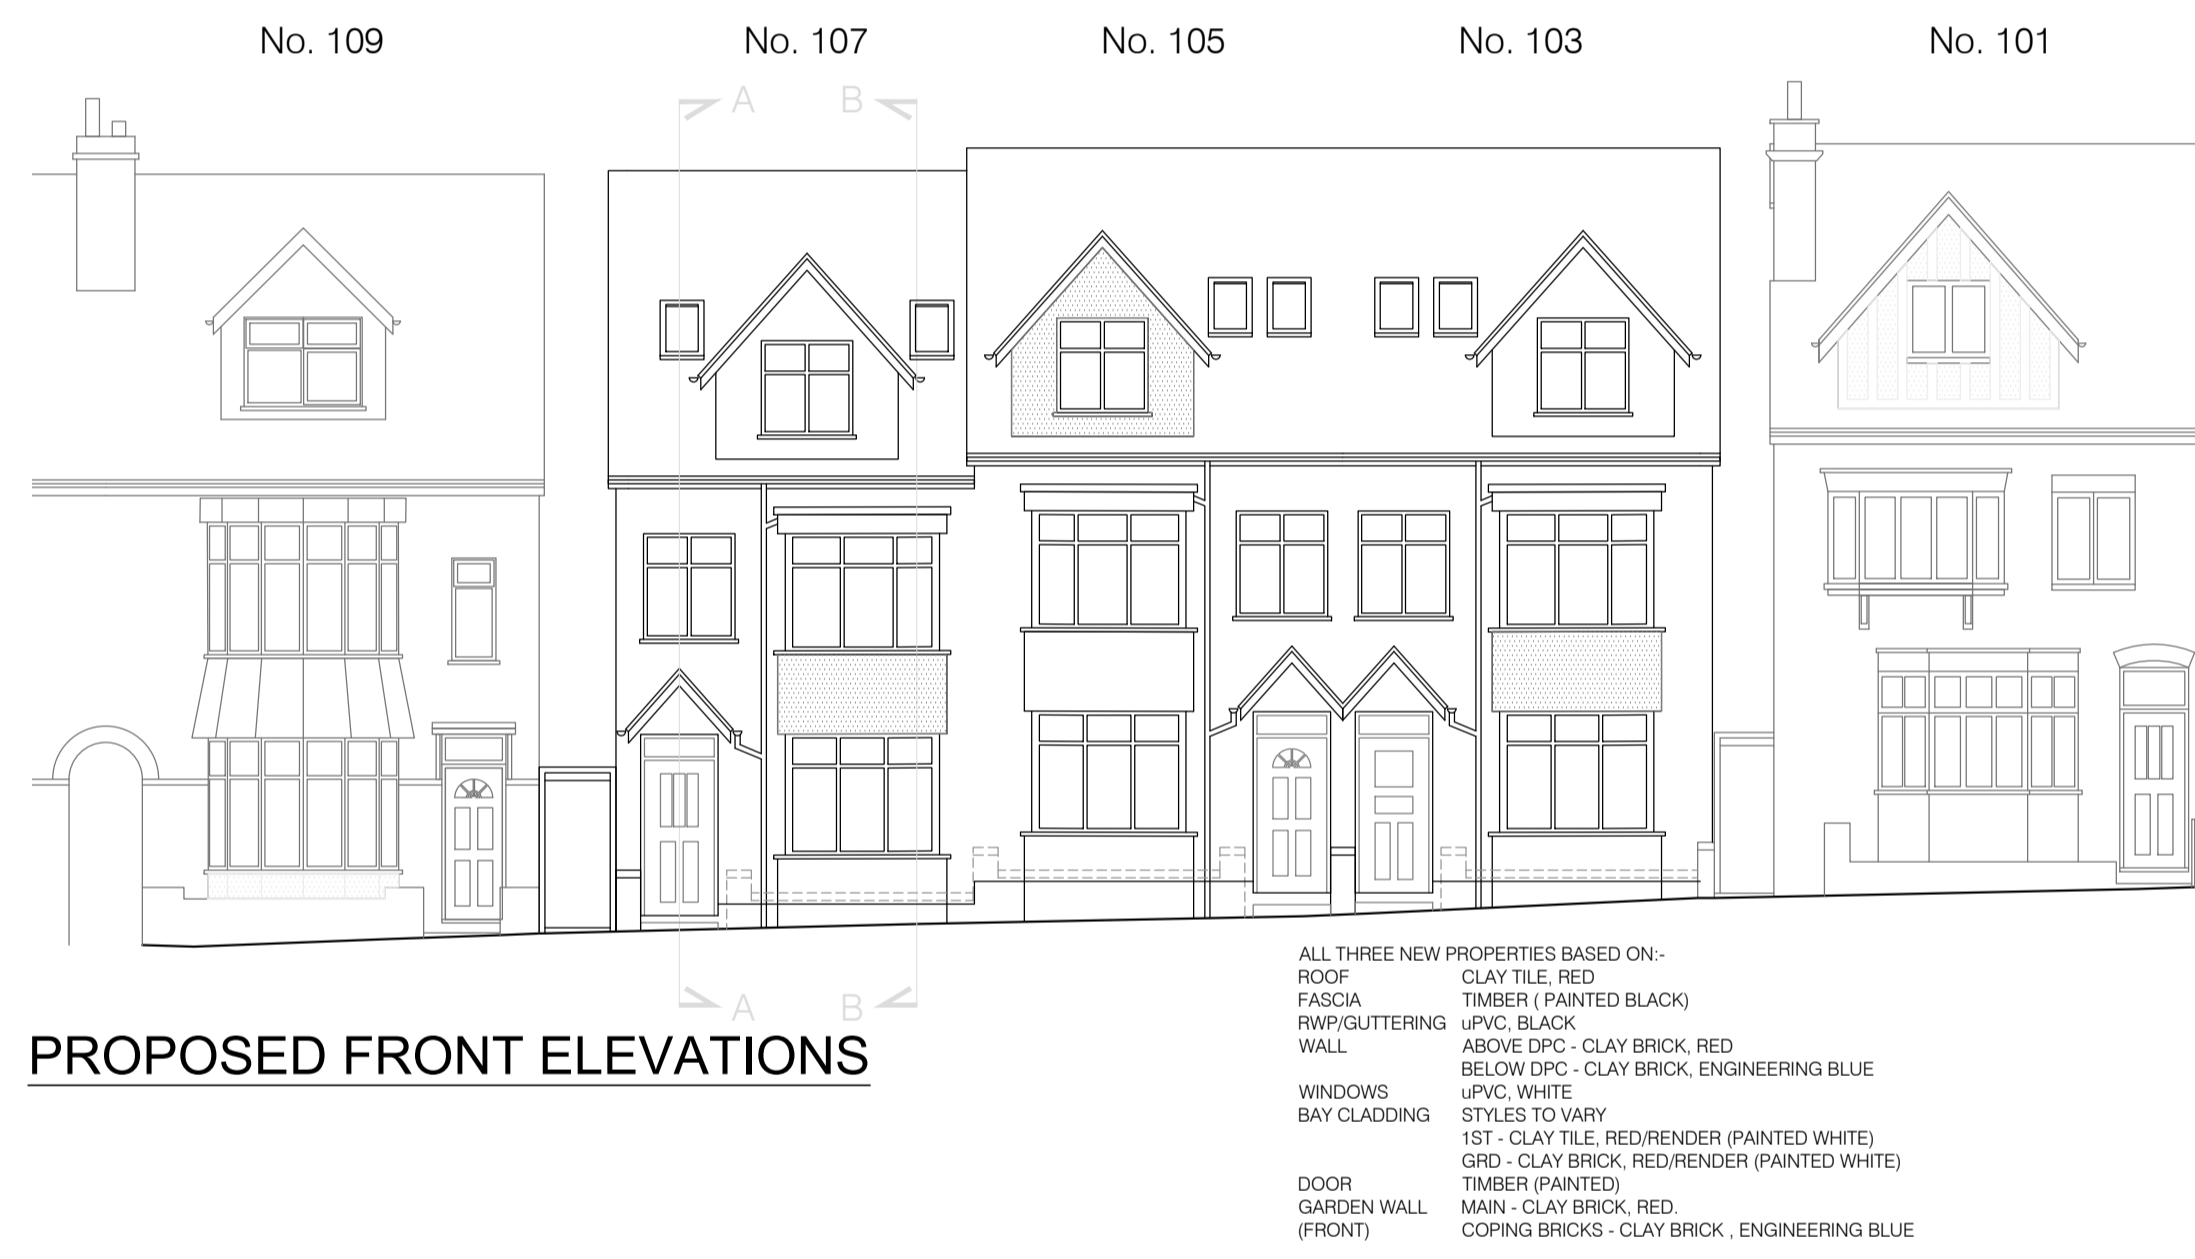 No. 109 No. 107 No. 105 No. 103 No. 101
A B
A B
PROPOSED FRONT ELEVATIONS
ALL THREE NEW PROPERTIES BASED ON:-
ROOF CLAY TILE, RED
FASCIA TIMBER ( PAINTED BLACK)
RWP/GUTTERING uPVC, BLACK
WALL ABOVE DPC - CLAY BRICK, RED
BELOW DPC - CLAY BRICK, ENGINEERING BLUE
WINDOWS uPVC, WHITE
BAY CLADDING STYLES TO VARY
1ST - CLAY TILE, RED/RENDER (PAINTED WHITE)
GRD - CLAY BRICK, RED/RENDER (PAINTED WHITE)
DOOR TIMBER (PAINTED)
GARDEN WALL MAIN - CLAY BRICK, RED.
(FRONT) COPING BRICKS - CLAY BRICK , ENGINEERING BLUE